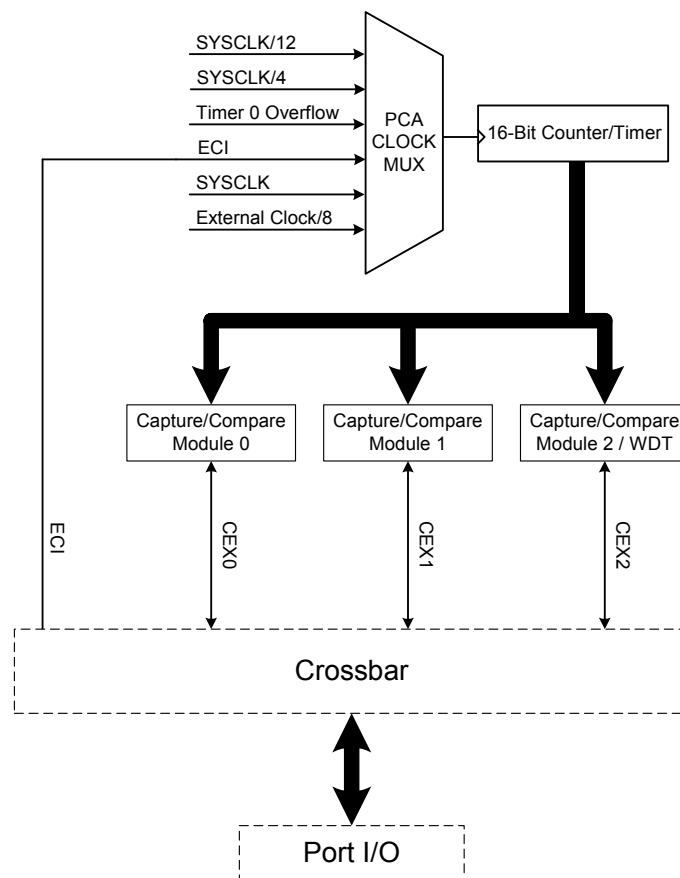 SYSCLK/12
SYSCLK/4
Timer 0 Overflow
ECI
SYSCLK
External Clock/8
PCA
CLOCK
MUX
16-Bit Counter/Timer
Capture/Compare
Module 0
Capture/Compare
Module 1
Capture/Compare
Module 2 / WDT
ECI
CEX0
CEX1
CEX2
Crossbar
Port I/O